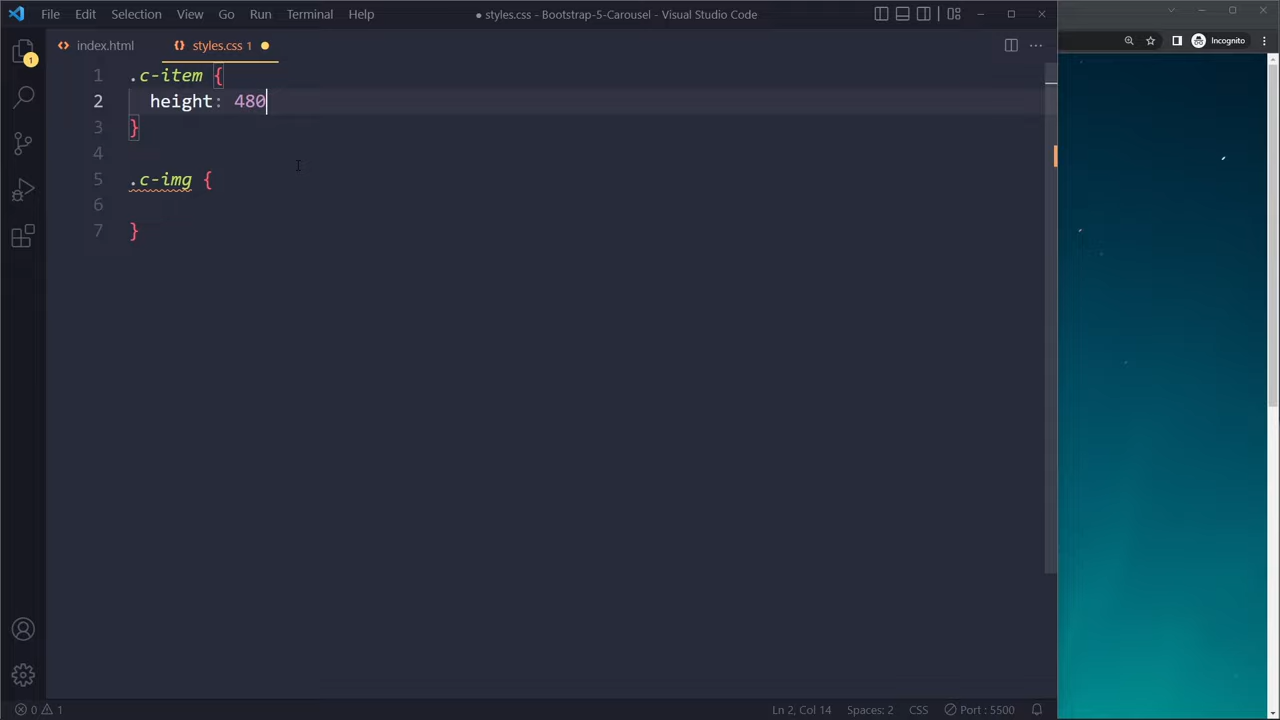 File Edit Selection View Go Run Terminal Help
● styles.css - Bootstrap-5-Carousel - Visual Studio Code
Incognito
index.html
styles.css 1
1 .c-item {
2 height: 480
3 }
4
5 .c-img {
6
7 }
1
0 1
Ln 2, Col 14 Spaces: 2 CSS Port : 5500